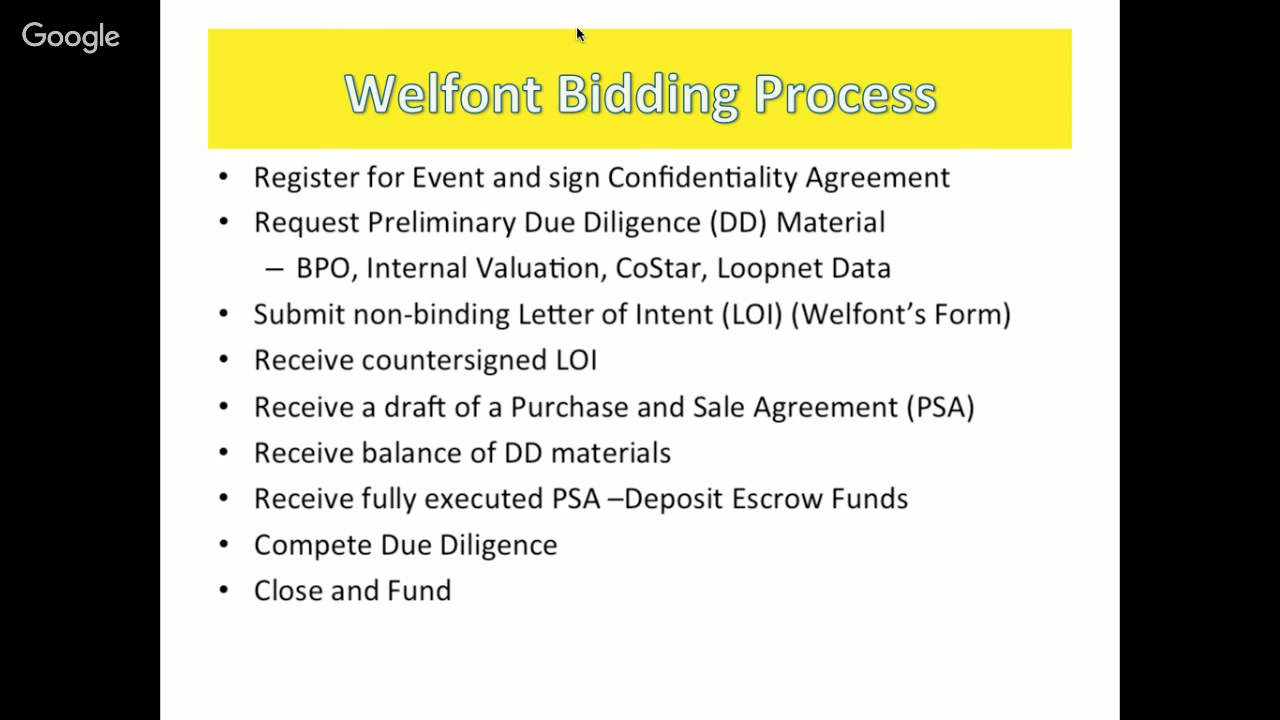 Google
Welfont Bidding Process
• Register for Event and sign Confidentiality Agreement
• Request Preliminary Due Diligence (DD) Material
– BPO, Internal Valuation, CoStar, Loopnet Data
• Submit non-binding Letter of Intent (LOI) (Welfont’s Form)
• Receive countersigned LOI
• Receive a draft of a Purchase and Sale Agreement (PSA)
• Receive balance of DD materials
• Receive fully executed PSA –Deposit Escrow Funds
• Compete Due Diligence
• Close and Fund